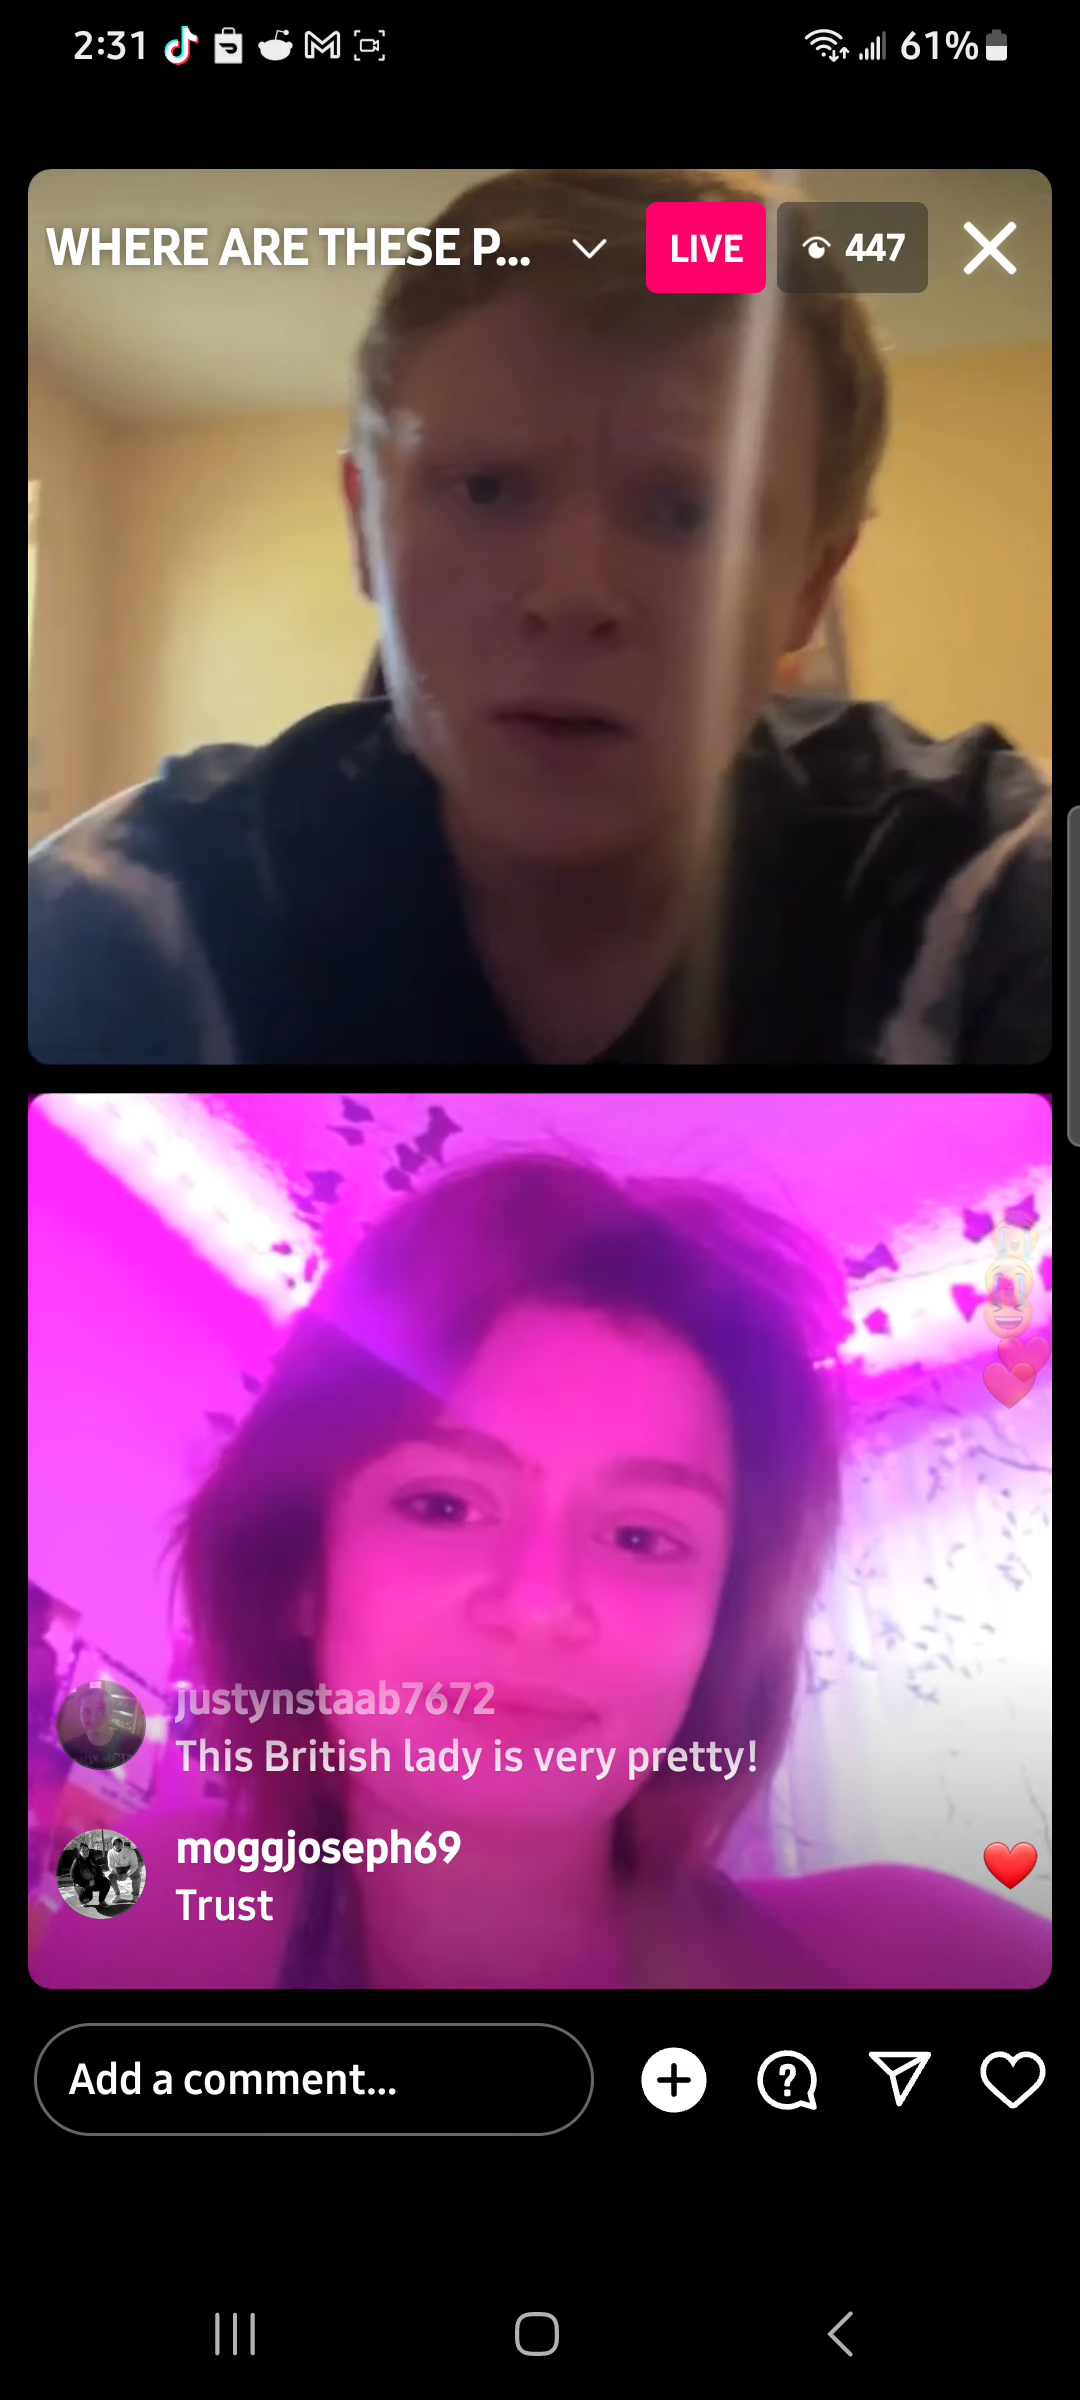 2:31 61%
WHERE ARE THESE P... LIVE 447
justynstaab7672
This British lady is very pretty!
moggjoseph69
Trust
Add a comment...